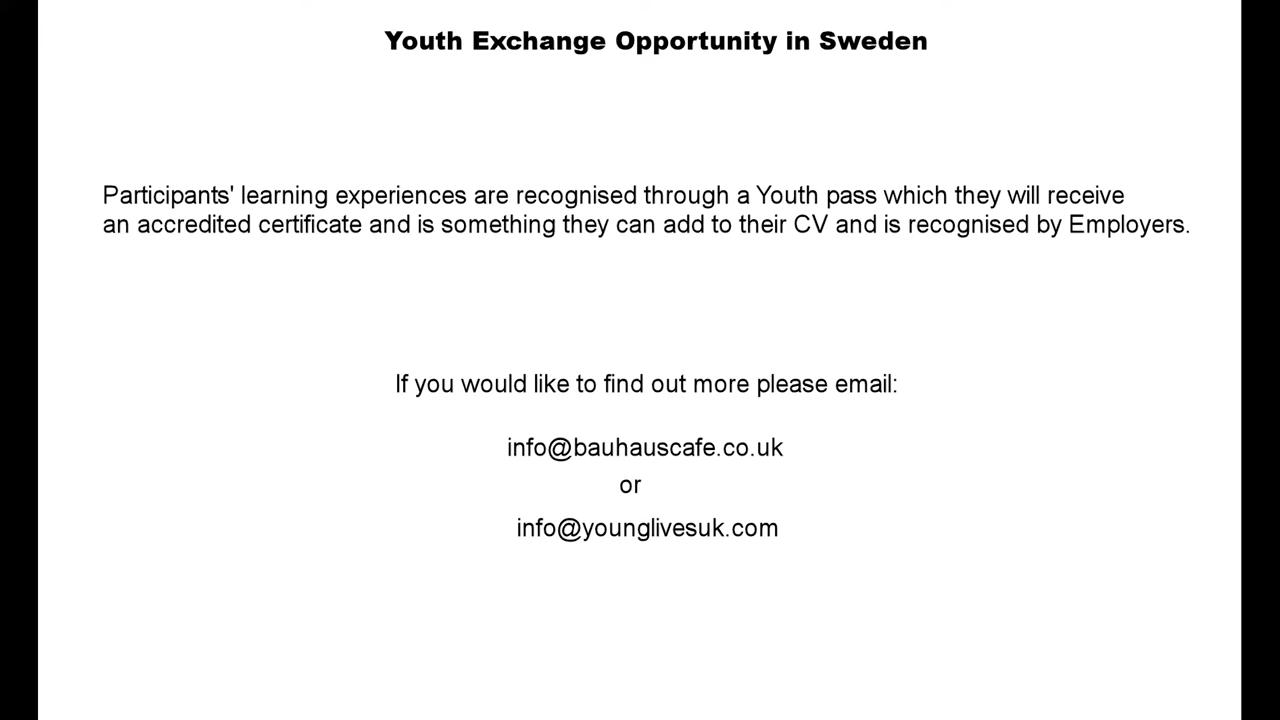 Youth Exchange Opportunity in Sweden
Participants' learning experiences are recognised through a Youth pass which they will receive
an accredited certificate and is something they can add to their CV and is recognised by Employers.
If you would like to find out more please email:
info@bauhauscafe.co.uk
or
info@younglivesuk.com